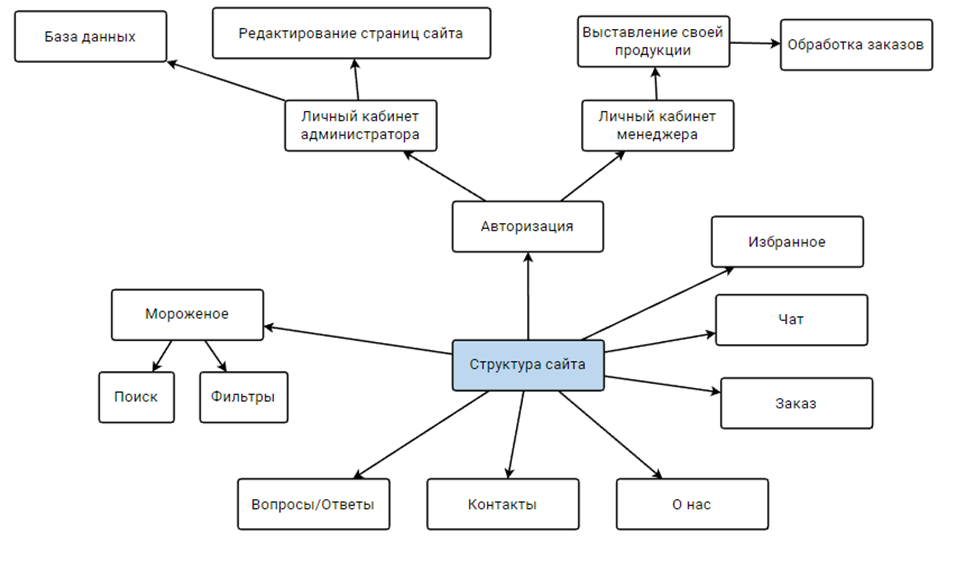 База данных
Редактирование страниц сайта
Выставление своей
продукции
Обработка заказов
Личный кабинет
администратора
Личный кабинет
менеджера
Авторизация
Избранное
Мороженое
Чат
Структура сайта
Поиск
Фильтры
Заказ
Вопросы/Ответы
Контакты
О нас